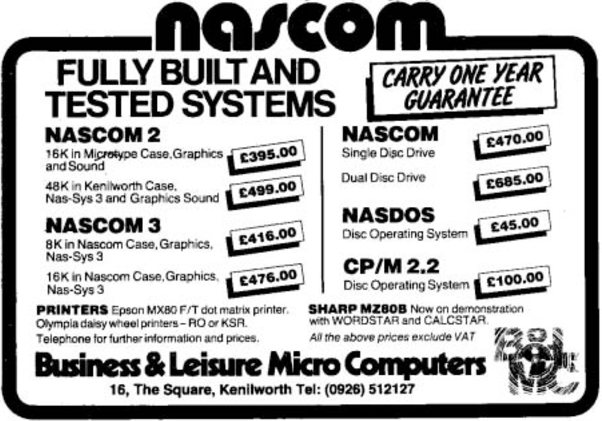 nascom
FULLY BUILT AND
TESTED SYSTEMS
CARRY ONE YEAR
GUARANTEE
NASCOM 2
16K in Microtype Case, Graphics
and Sound
£395.00
48K in Kenilworth Case,
Nas-Sys 3 and Graphics Sound
£499.00
NASCOM 3
8K in Nascom Case, Graphics,
Nas-Sys 3
£416.00
16K in Nascom Case, Graphics,
Nas-Sys 3
£476.00
NASCOM
Single Disc Drive
£470.00
Dual Disc Drive
£685.00
NASDOS
Disc Operating System
£45.00
CP/M 2.2
Disc Operating System
£100.00
PRINTERS Epson MX80 F/T dot matrix printer.
Olympia daisy wheel printers – RO or KSR.
Telephone for further information and prices.
SHARP MZ80B Now on demonstration
with WORDSTAR and CALCSTAR.
All the above prices exclude VAT
Business & Leisure Micro Computers
16, The Square, Kenilworth Tel: (0926) 512127